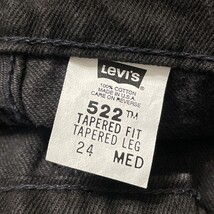 Levi's
100% COTTON
MADE IN U.S.A.
CARE ON REVERSE
522™
TAPERED FIT
TAPERED LEG
24 MED